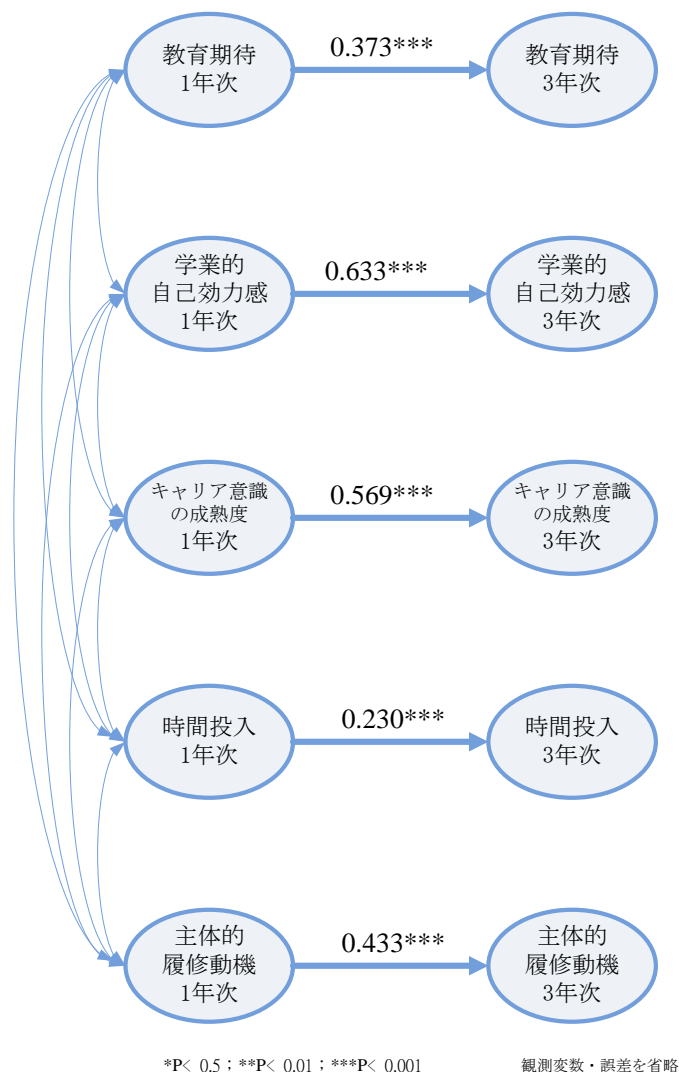 教育期待
1年次
0.373***
教育期待
3年次
学業的
自己効力感
1年次
0.633***
学業的
自己効力感
3年次
キャリア意識
の成熟度
1年次
0.569***
キャリア意識
の成熟度
3年次
時間投入
1年次
0.230***
時間投入
3年次
主体的
履修動機
1年次
0.433***
主体的
履修動機
3年次
*P< 0.5；**P< 0.01；***P< 0.001
観測変数・誤差を省略